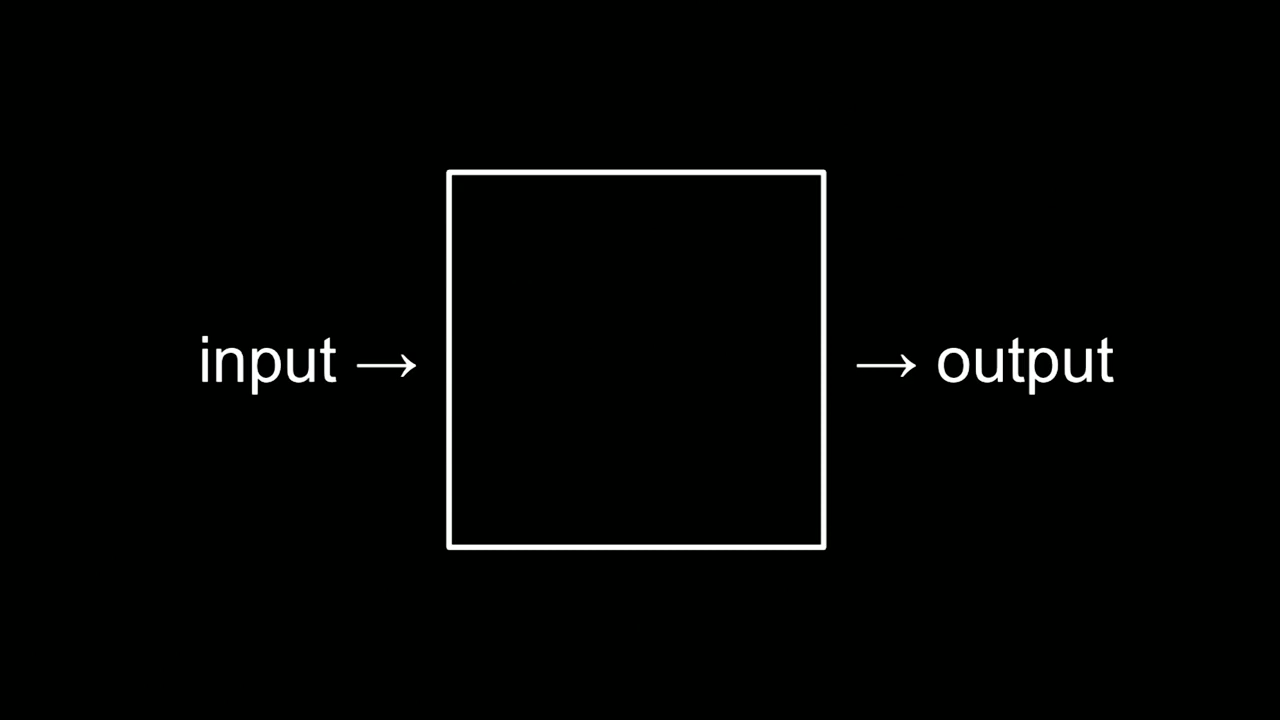 input → → output